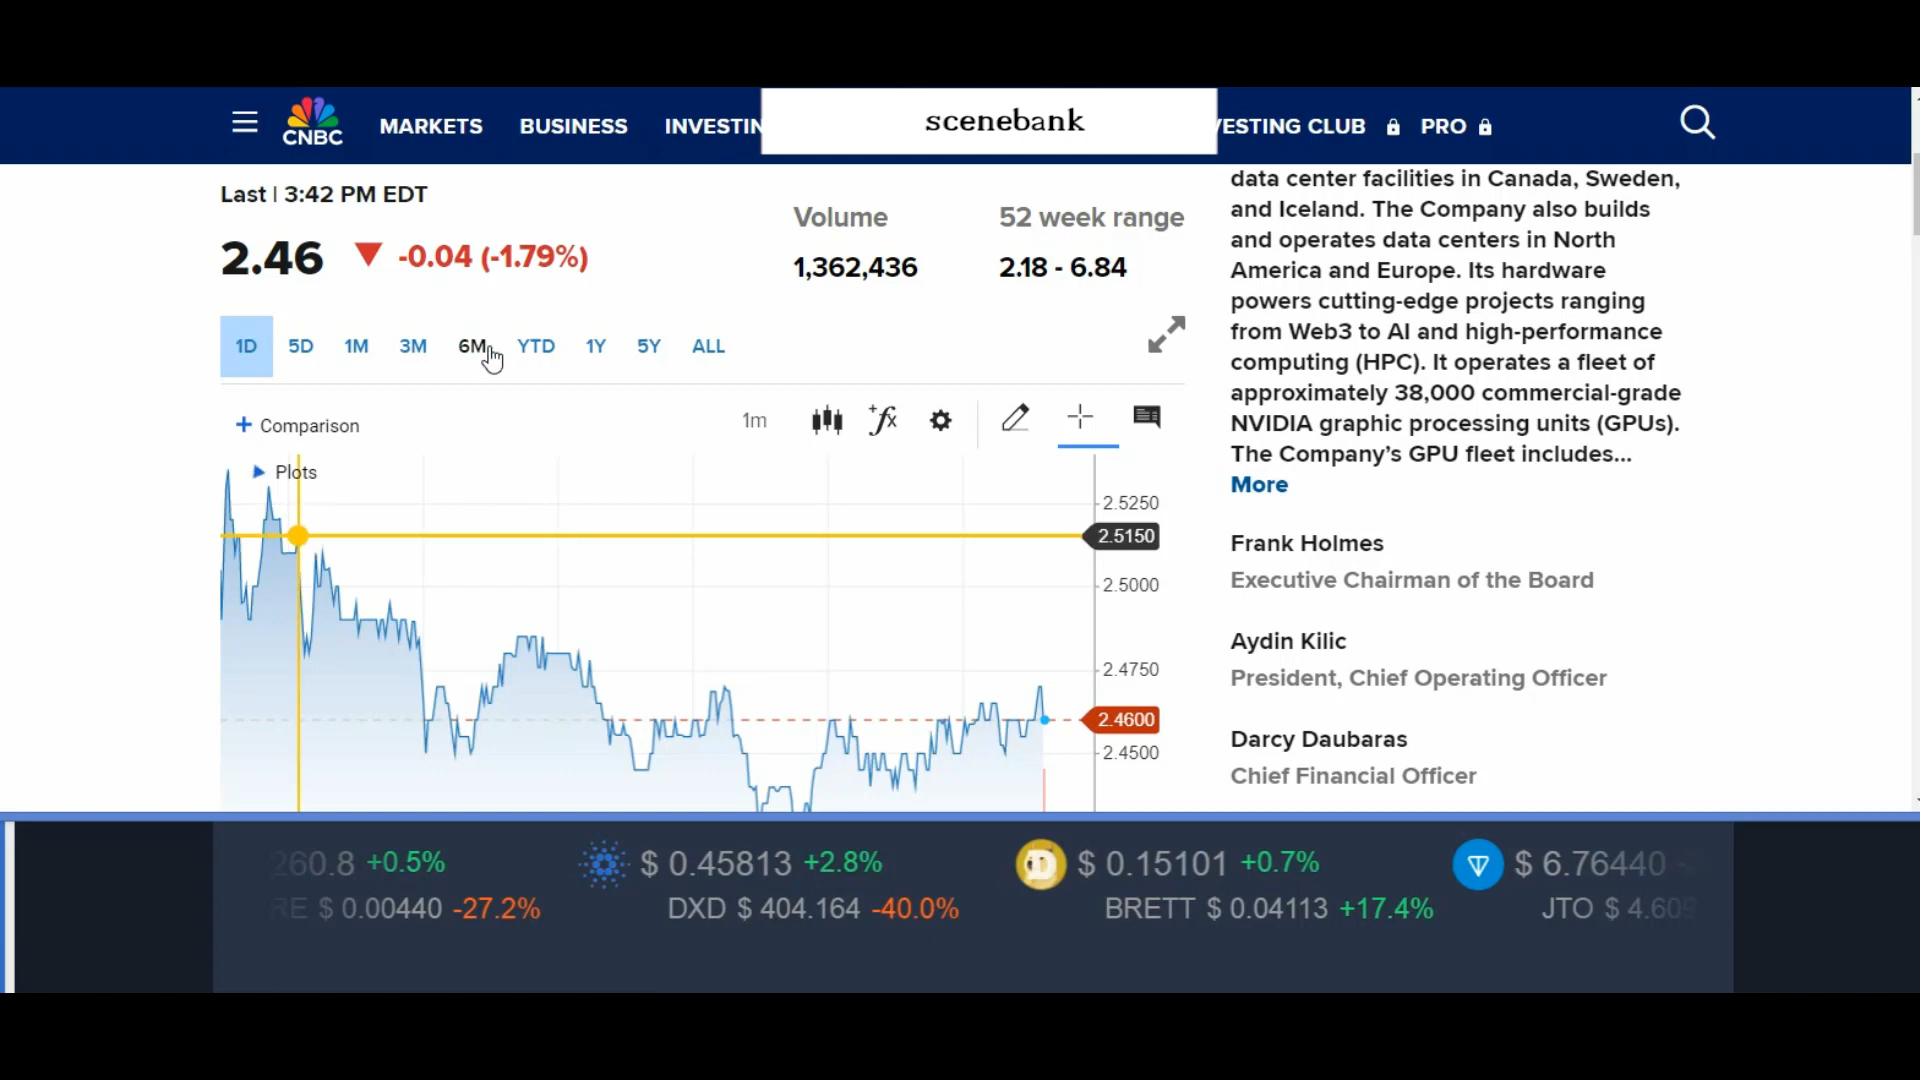 CNBC
MARKETS
BUSINESS
INVESTIN
scenebank
VESTING CLUB
PRO
Last | 3:42 PM EDT
2.46
-0.04 (-1.79%)
Volume
1,362,436
52 week range
2.18 - 6.84
1D 5D 1M 3M 6M YTD 1Y 5Y ALL
+ Comparison
1m
Plots
2.5250
2.5150
2.5000
2.4750
2.4600
2.4500
data center facilities in Canada, Sweden,
and Iceland. The Company also builds
and operates data centers in North
America and Europe. Its hardware
powers cutting-edge projects ranging
from Web3 to AI and high-performance
computing (HPC). It operates a fleet of
approximately 38,000 commercial-grade
NVIDIA graphic processing units (GPUs).
The Company’s GPU fleet includes...
More
Frank Holmes
Executive Chairman of the Board
Aydin Kilic
President, Chief Operating Officer
Darcy Daubaras
Chief Financial Officer
260.8 +0.5%
$ 0.45813 +2.8%
$ 0.15101 +0.7%
$ 6.76440
RE $ 0.00440 -27.2%
DXD $ 404.164 -40.0%
BRETT $ 0.04113 +17.4%
JTO $ 4.609